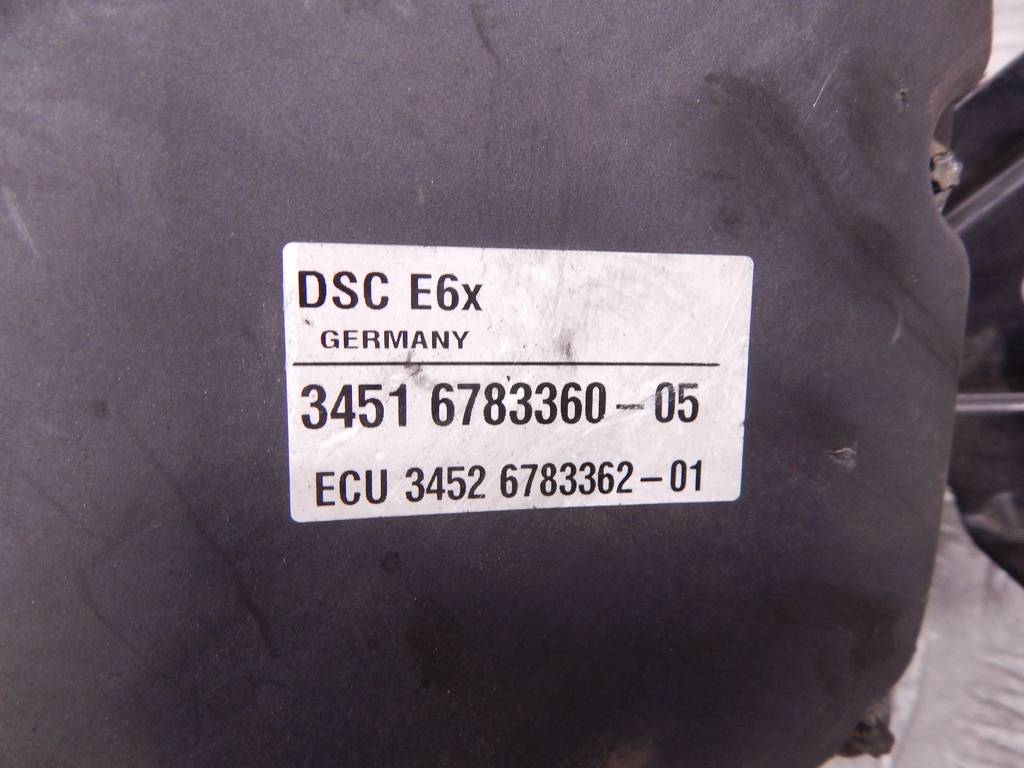 DSC E6x
GERMANY
3451 6783360-05
ECU 3452 6783362-01